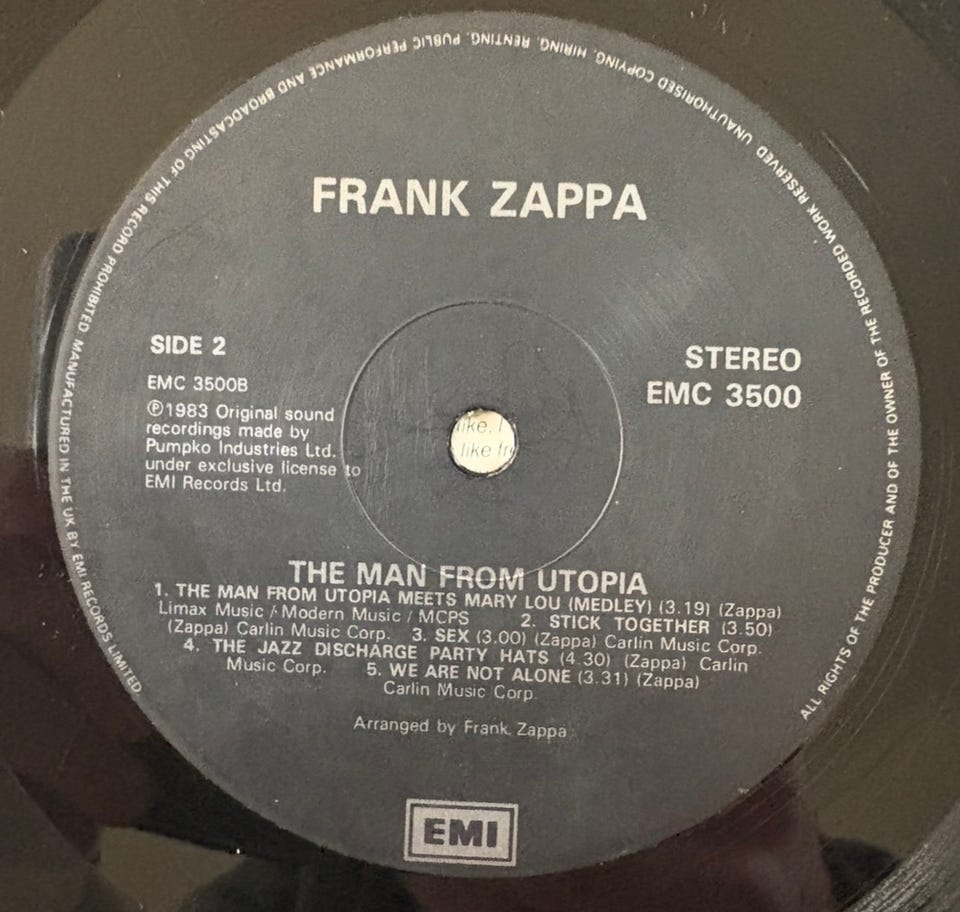 ALL RIGHTS OF THE PRODUCER AND OF THE OWNER OF THE RECORDED WORK RESERVED. UNAUTHORISED COPYING, HIRING, RENTING, PUBLIC PERFORMANCE AND BROADCASTING OF THIS RECORD PROHIBITED. MANUFACTURED IN THE UK BY EMI RECORDS LIMITED.
FRANK ZAPPA
SIDE 2
EMC 3500B
℗1983 Original sound
recordings made by
Pumpko Industries Ltd.
under exclusive license to
EMI Records Ltd.
STEREO
EMC 3500
like, I
like
THE MAN FROM UTOPIA
1. THE MAN FROM UTOPIA MEETS MARY LOU (MEDLEY) (3.19) (Zappa)
Limax Music / Modern Music / MCPS 2. STICK TOGETHER (3.50)
(Zappa) Carlin Music Corp. 3. SEX (3.00) (Zappa) Carlin Music Corp.
4. THE JAZZ DISCHARGE PARTY HATS (4.30) (Zappa) Carlin
Music Corp. 5. WE ARE NOT ALONE (3.31) (Zappa)
Carlin Music Corp.
Arranged by Frank Zappa
EMI